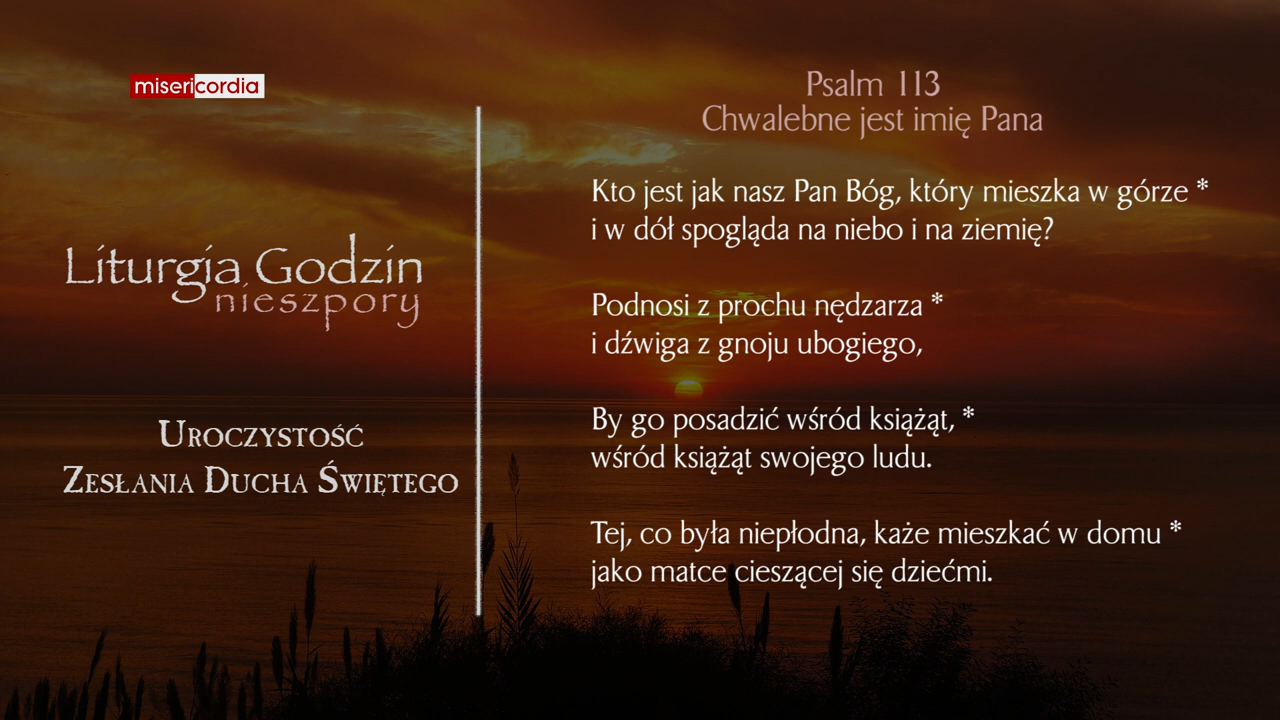 misericordia
Liturgia Godzin
nieszpory
Uroczystość
Zesłania Ducha Świętego
Psalm 113
Chwalebne jest imię Pana
Kto jest jak nasz Pan Bóg, który mieszka w górze *
i w dół spogląda na niebo i na ziemię?
Podnosi z prochu nędzarza *
i dźwiga z gnoju ubogiego,
By go posadzić wśród książąt, *
wśród książąt swojego ludu.
Tej, co była niepłodna, każe mieszkać w domu *
jako matce cieszącej się dziećmi.